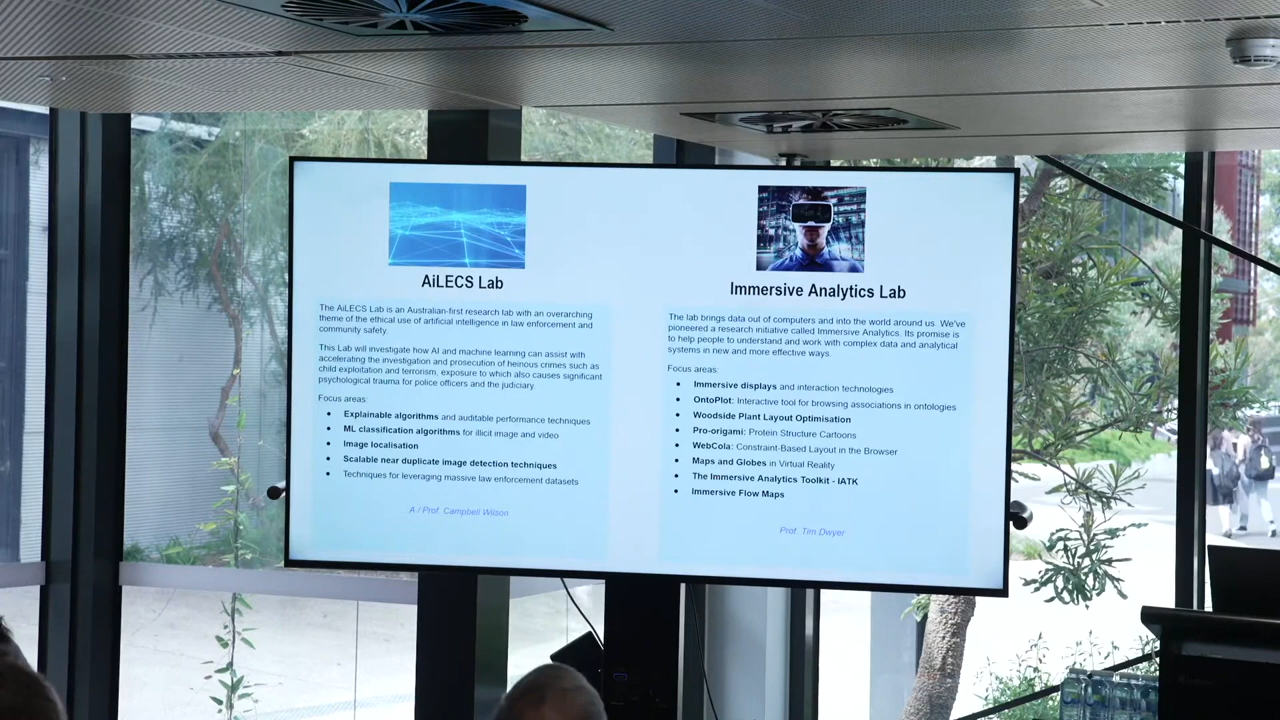 AiLECS Lab
The AiLECS Lab is an Australian-first research lab with an overarching
theme of the ethical use of artificial intelligence in law enforcement and
community safety.
This Lab will investigate how AI and machine learning can assist with
accelerating the investigation and prosecution of heinous crimes such as
child exploitation and terrorism, exposure to which also causes significant
psychological trauma for police officers and the judiciary.
Focus areas:
• Explainable algorithms and auditable performance techniques
• ML classification algorithms for illicit image and video
• Image localisation
• Scalable near duplicate image detection techniques
• Techniques for leveraging massive law enforcement datasets
A / Prof. Campbell Wilson
Immersive Analytics Lab
The lab brings data out of computers and into the world around us. We've
pioneered a research initiative called Immersive Analytics. Its promise is
to help people to understand and work with complex data and analytical
systems in new and more effective ways.
Focus areas:
• Immersive displays and interaction technologies
• OntoPlot: Interactive tool for browsing associations in ontologies
• Woodside Plant Layout Optimisation
• Pro-origami: Protein Structure Cartoons
• WebCola: Constraint-Based Layout in the Browser
• Maps and Globes in Virtual Reality
• The Immersive Analytics Toolkit - IATK
• Immersive Flow Maps
Prof. Tim Dwyer